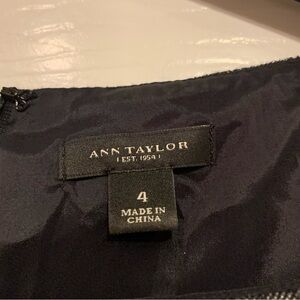 ANN TAYLOR
| EST. 1954 |
4
MADE IN
CHINA